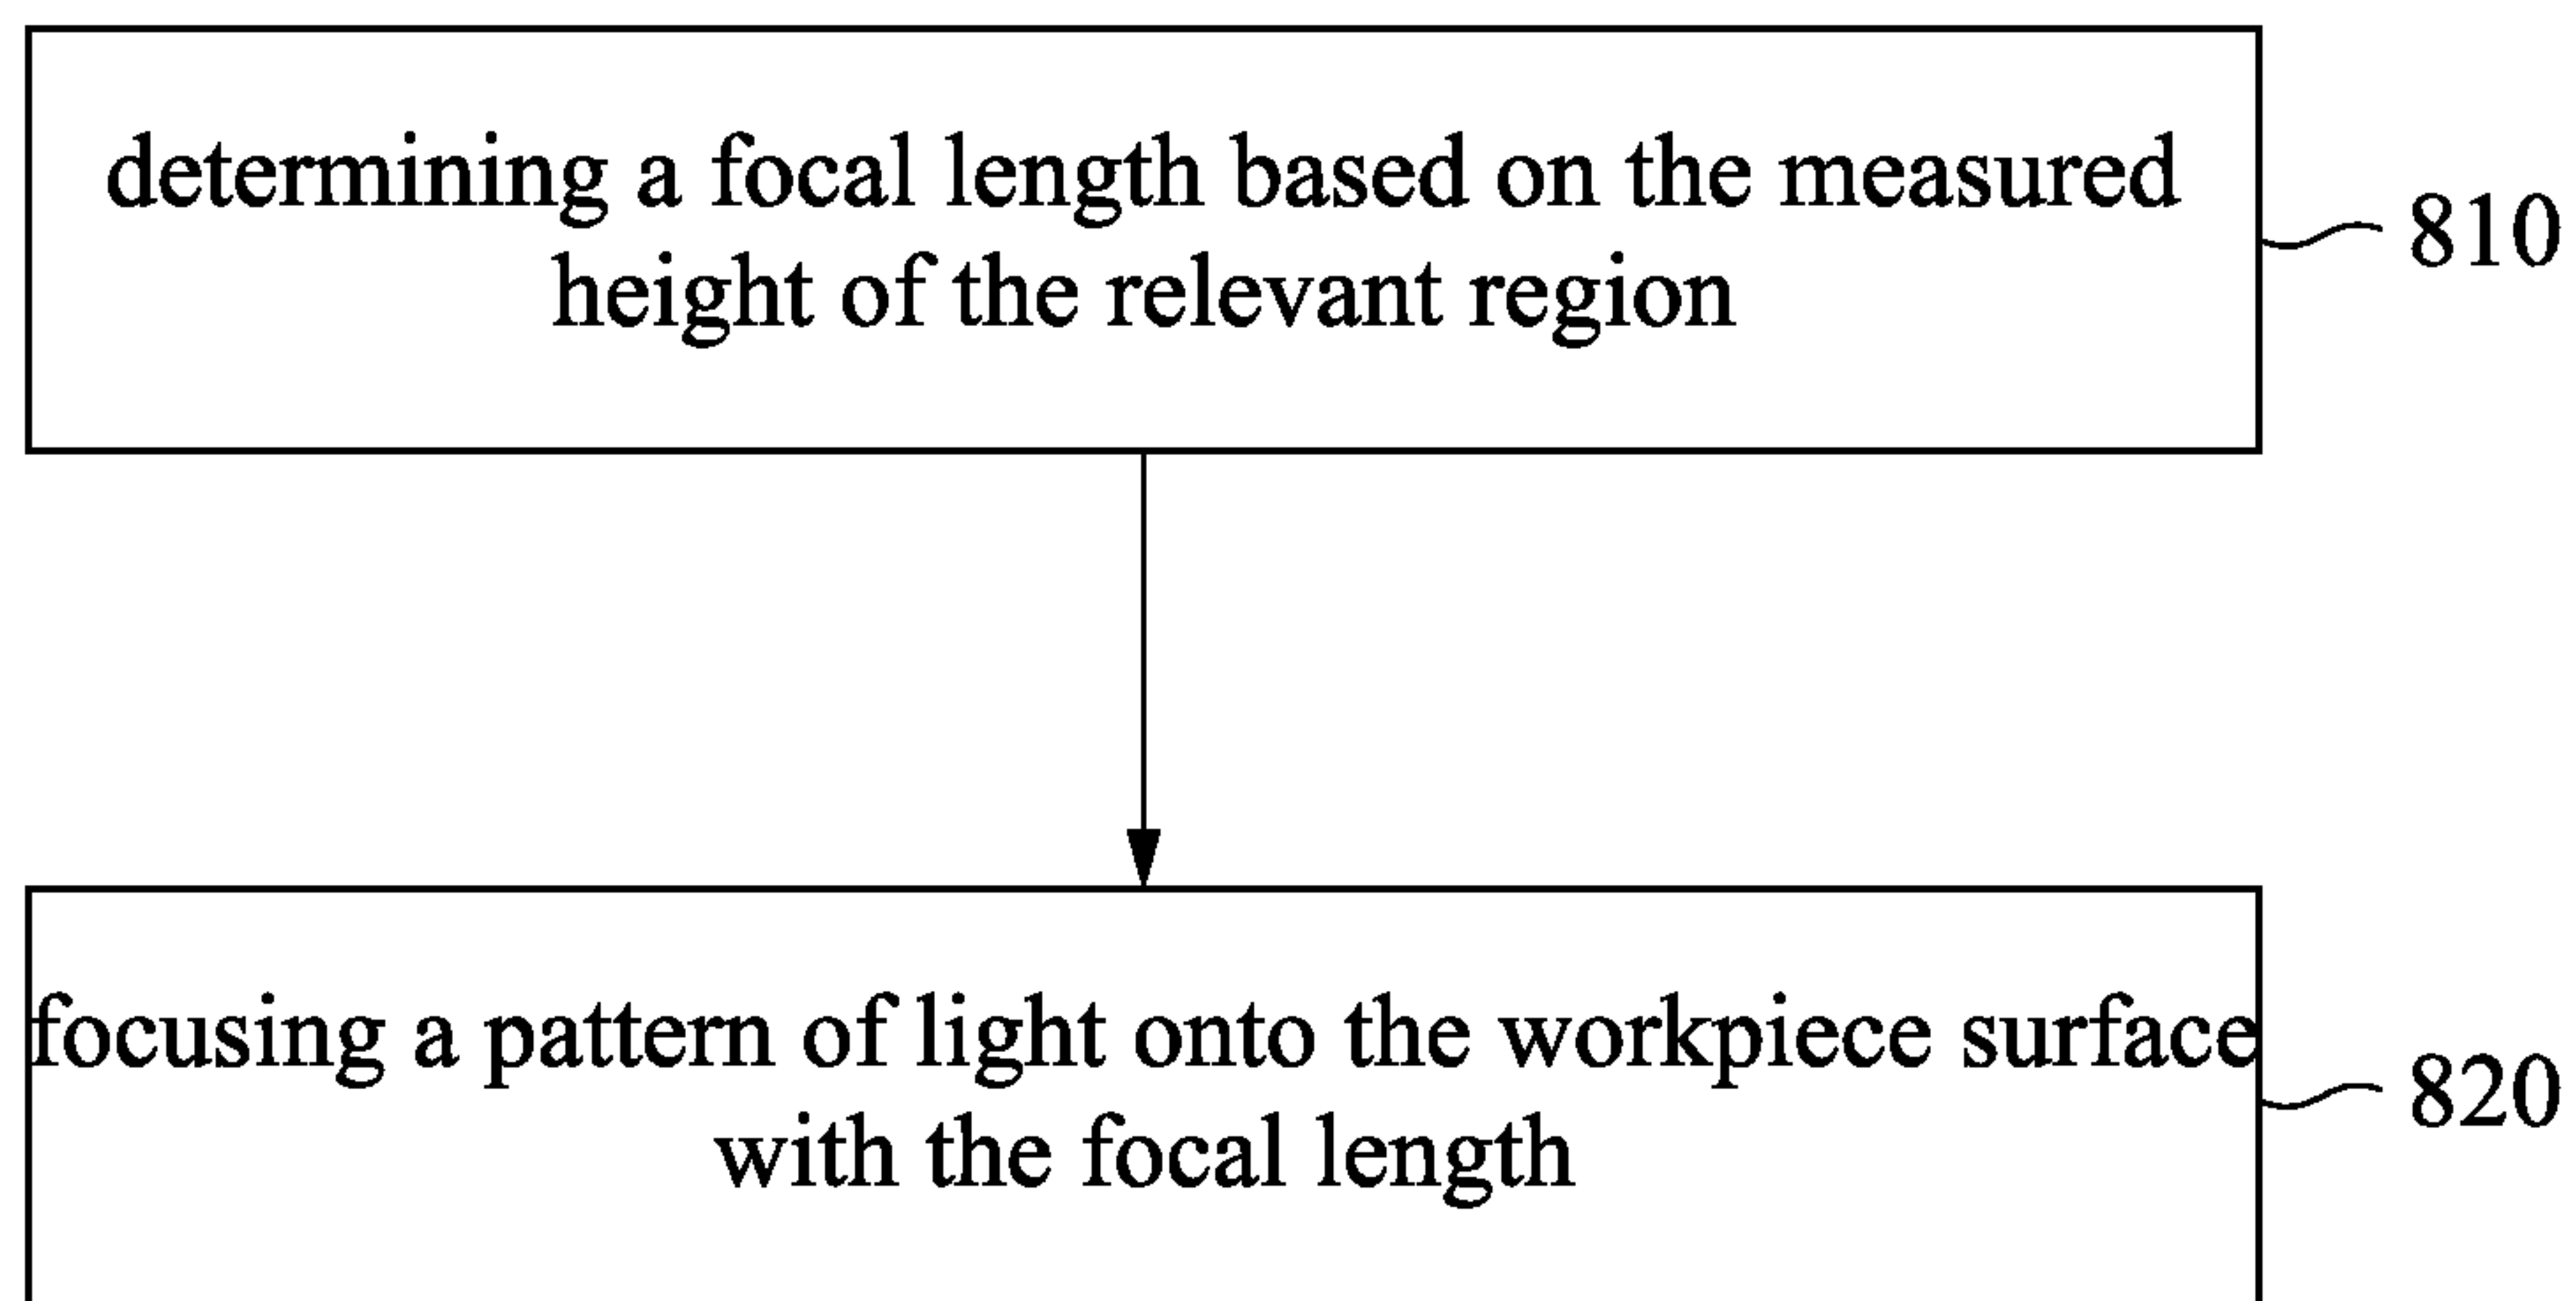 determining a focal length based on the measured
height of the relevant region
810
focusing a pattern of light onto the workpiece surface
with the focal length
820